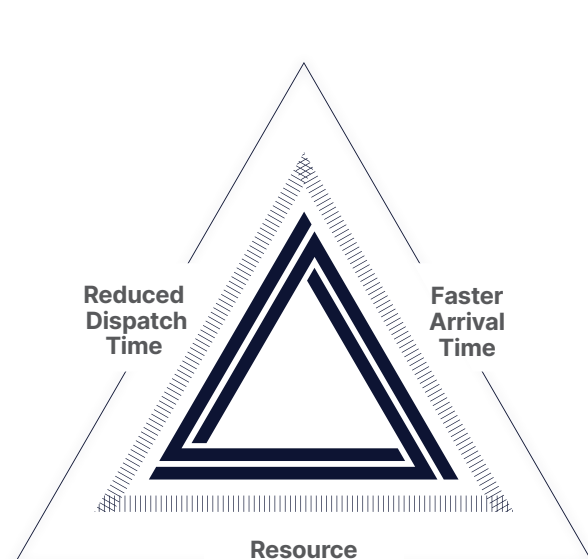 Reduced
Dispatch
Time
Faster
Arrival
Time
Resource